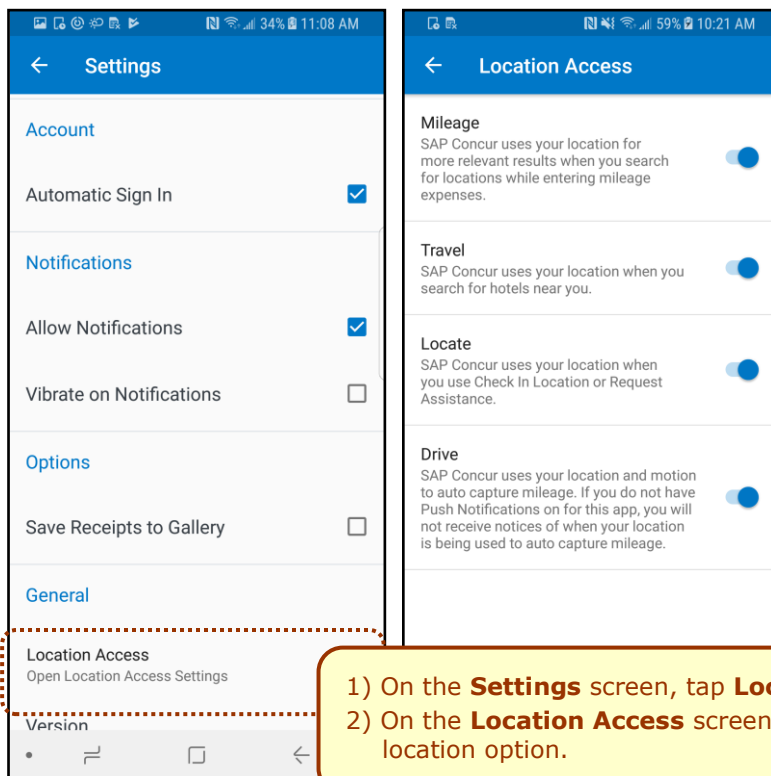 34% 11:08 AM
Settings
Account
Automatic Sign In
Notifications
Allow Notifications
Vibrate on Notifications
Options
Save Receipts to Gallery
General
Location Access
Open Location Access Settings
Version
59% 10:21 AM
Location Access
Mileage
SAP Concur uses your location for
more relevant results when you search
for locations while entering mileage
expenses.
Travel
SAP Concur uses your location when you
search for hotels near you.
Locate
SAP Concur uses your location when
you use Check In Location or Request
Assistance.
Drive
SAP Concur uses your location and motion
to auto capture mileage. If you do not have
Push Notifications on for this app, you will
not receive notices of when your location
is being used to auto capture mileage.
1) On the Settings screen, tap
2) On the Location Access screen
location option.